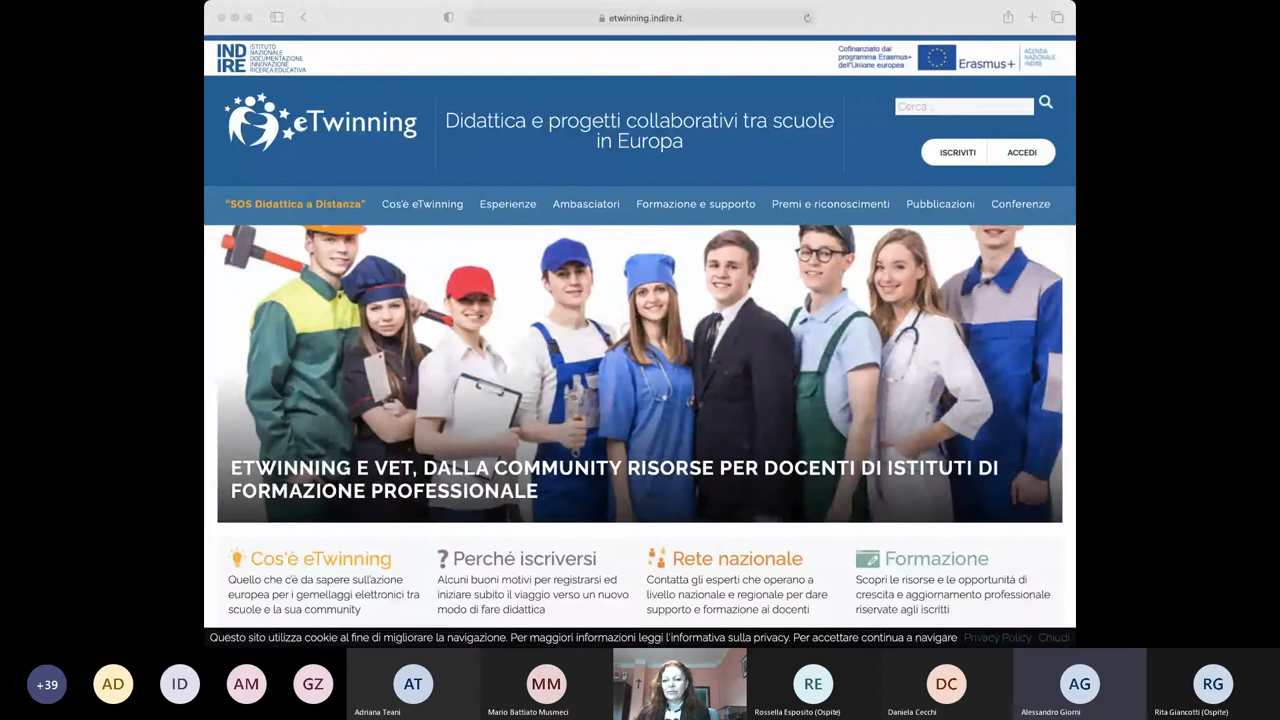 etwinning.indire.it
IND
IRE
ISTITUTO
NAZIONALE
DOCUMENTAZIONE
INNOVAZIONE
RICERCA EDUCATIVA
Cofinanziato dal
programma Erasmus+
dell'Unione europea
Erasmus+
AGENZIA
NAZIONALE
INDIRE
eTwinning
Didattica e progetti collaborativi tra scuole
in Europa
Cerca ...
ISCRIVITI
ACCEDI
"SOS Didattica a Distanza"
Cos'è eTwinning
Esperienze
Ambasciatori
Formazione e supporto
Premi e riconoscimenti
Pubblicazioni
Conferenze
ETWINNING E VET, DALLA COMMUNITY RISORSE PER DOCENTI DI ISTITUTI DI
FORMAZIONE PROFESSIONALE
Cos'è eTwinning
Quello che c'è da sapere sull'azione
europea per i gemellaggi elettronici tra
scuole e la sua community
Perché iscriversi
Alcuni buoni motivi per registrarsi ed
iniziare subito il viaggio verso un nuovo
modo di fare didattica
Rete nazionale
Contatta gli esperti che operano a
livello nazionale e regionale per dare
supporto e formazione ai docenti
Formazione
Scopri le risorse e le opportunità di
crescita e aggiornamento professionale
riservate agli iscritti
Questo sito utilizza cookie al fine di migliorare la navigazione. Per maggiori informazioni leggi l'informativa sulla privacy. Per accettare continua a navigare Privacy Policy Chiudi
+39
AD
ID
AM
GZ
AT
Adriana Teani
MM
Mario Battiato Musmeci
RE
Rossella Esposito (Ospite)
DC
Daniela Cecchi
AG
Alessandro Giorni
RG
Rita Giancotti (Ospite)